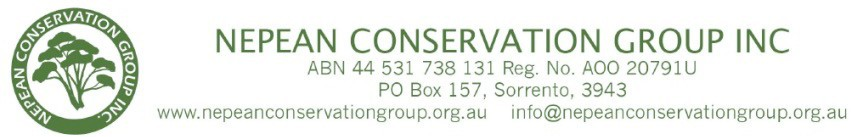 NEPEAN CONSERVATION GROUP INC.
NEPEAN CONSERVATION GROUP INC
ABN 44 531 738 131 Reg. No. AOO 20791U
PO Box 157, Sorrento, 3943
www.nepeanconservationgroup.org.au info@nepeanconservationgroup.org.au